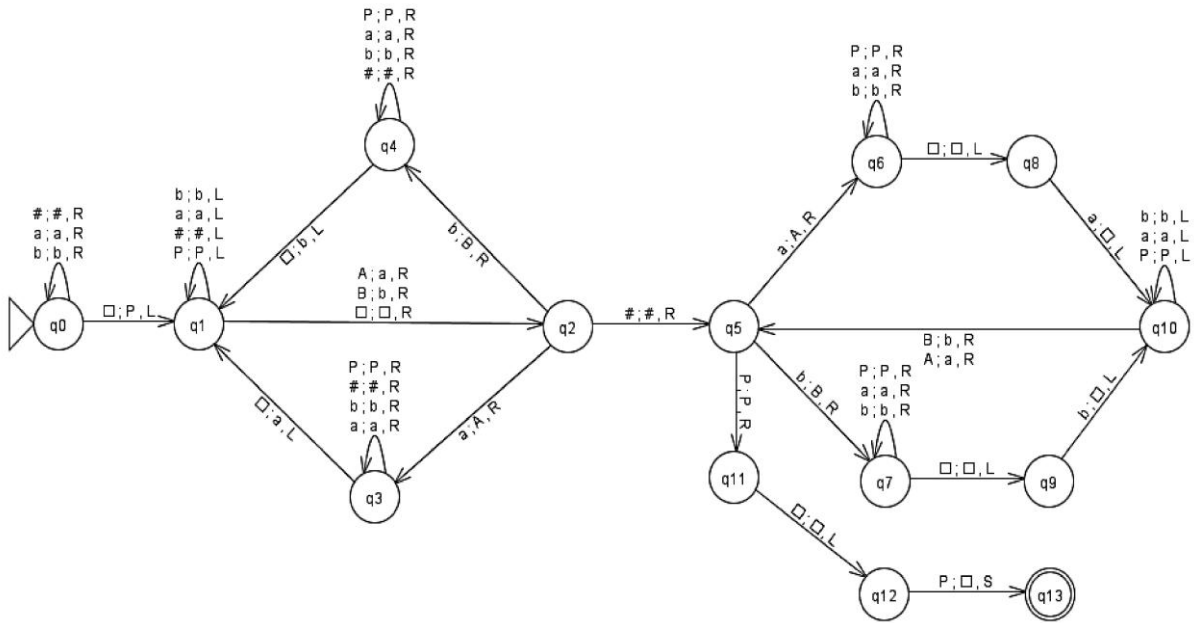 P ; P , R
a ; a , R
b ; b , R
# ; # , R
q4
P ; P , R
a ; a , R
b ; b , R
q6
□ ; □ , L
q8
# ; # , R
a ; a , R
b ; b , R
q0
□ ; P , L
b ; b , L
a ; a , L
# ; # , L
P ; P , L
q1
□ ; b , L
b ; B , R
A ; a , R
B ; b , R
□ ; □ , R
q2
# ; # , R
q5
a ; A , R
a ; □ , L
b ; b , L
a ; a , L
P ; P , L
q10
B ; b , R
A ; a , R
P ; P , R
# ; # , R
b ; b , R
a ; a , R
q3
□ ; a , L
a ; A , R
P ; P , R
b ; B , R
P ; P , R
a ; a , R
b ; b , R
q7
□ ; □ , L
q9
b ; □ , L
q11
□ ; □ , L
q12
P ; □ , S
q13